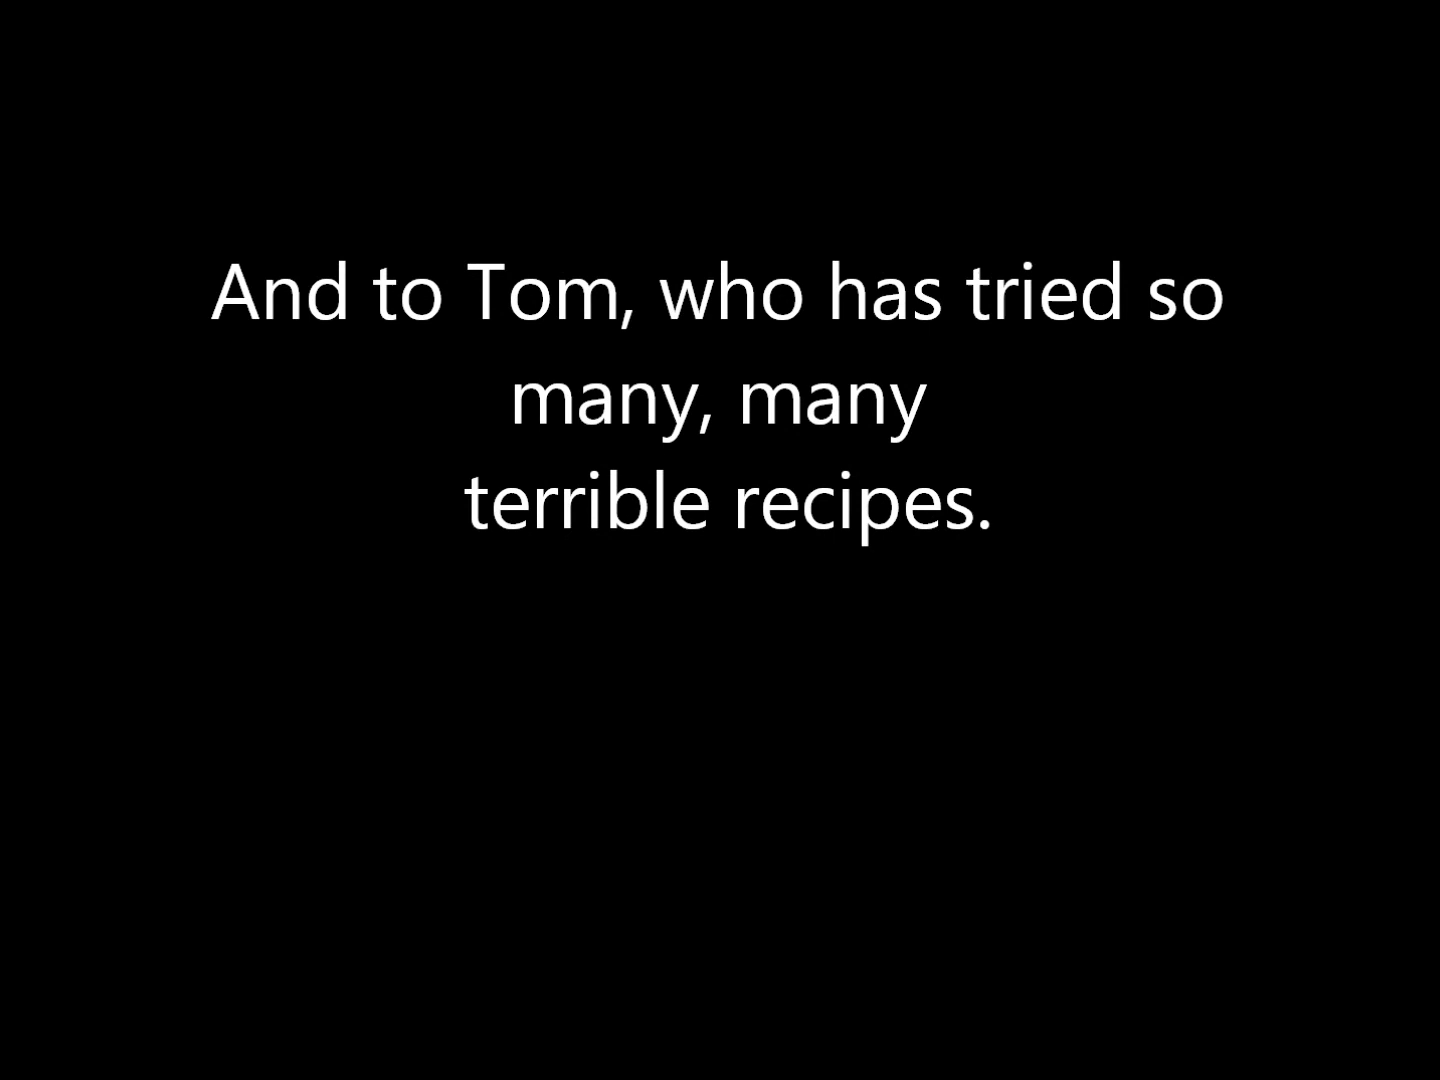 And to Tom, who has tried so
many, many
terrible recipes.